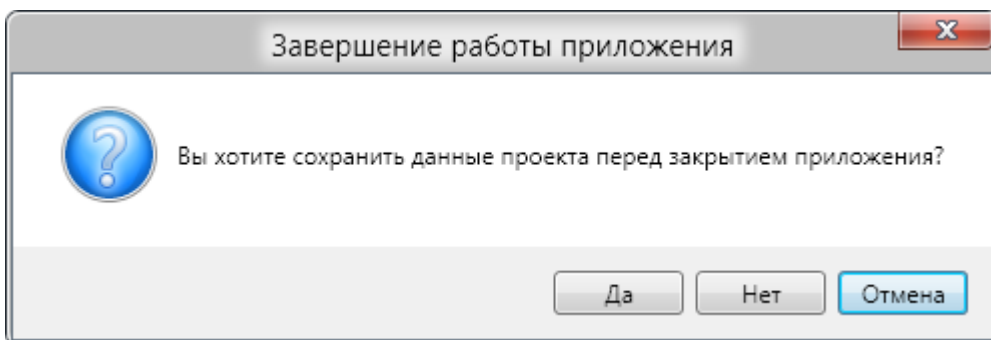 Завершение работы приложения
Вы хотите сохранить данные проекта перед закрытием приложения?
Да
Нет
Отмена